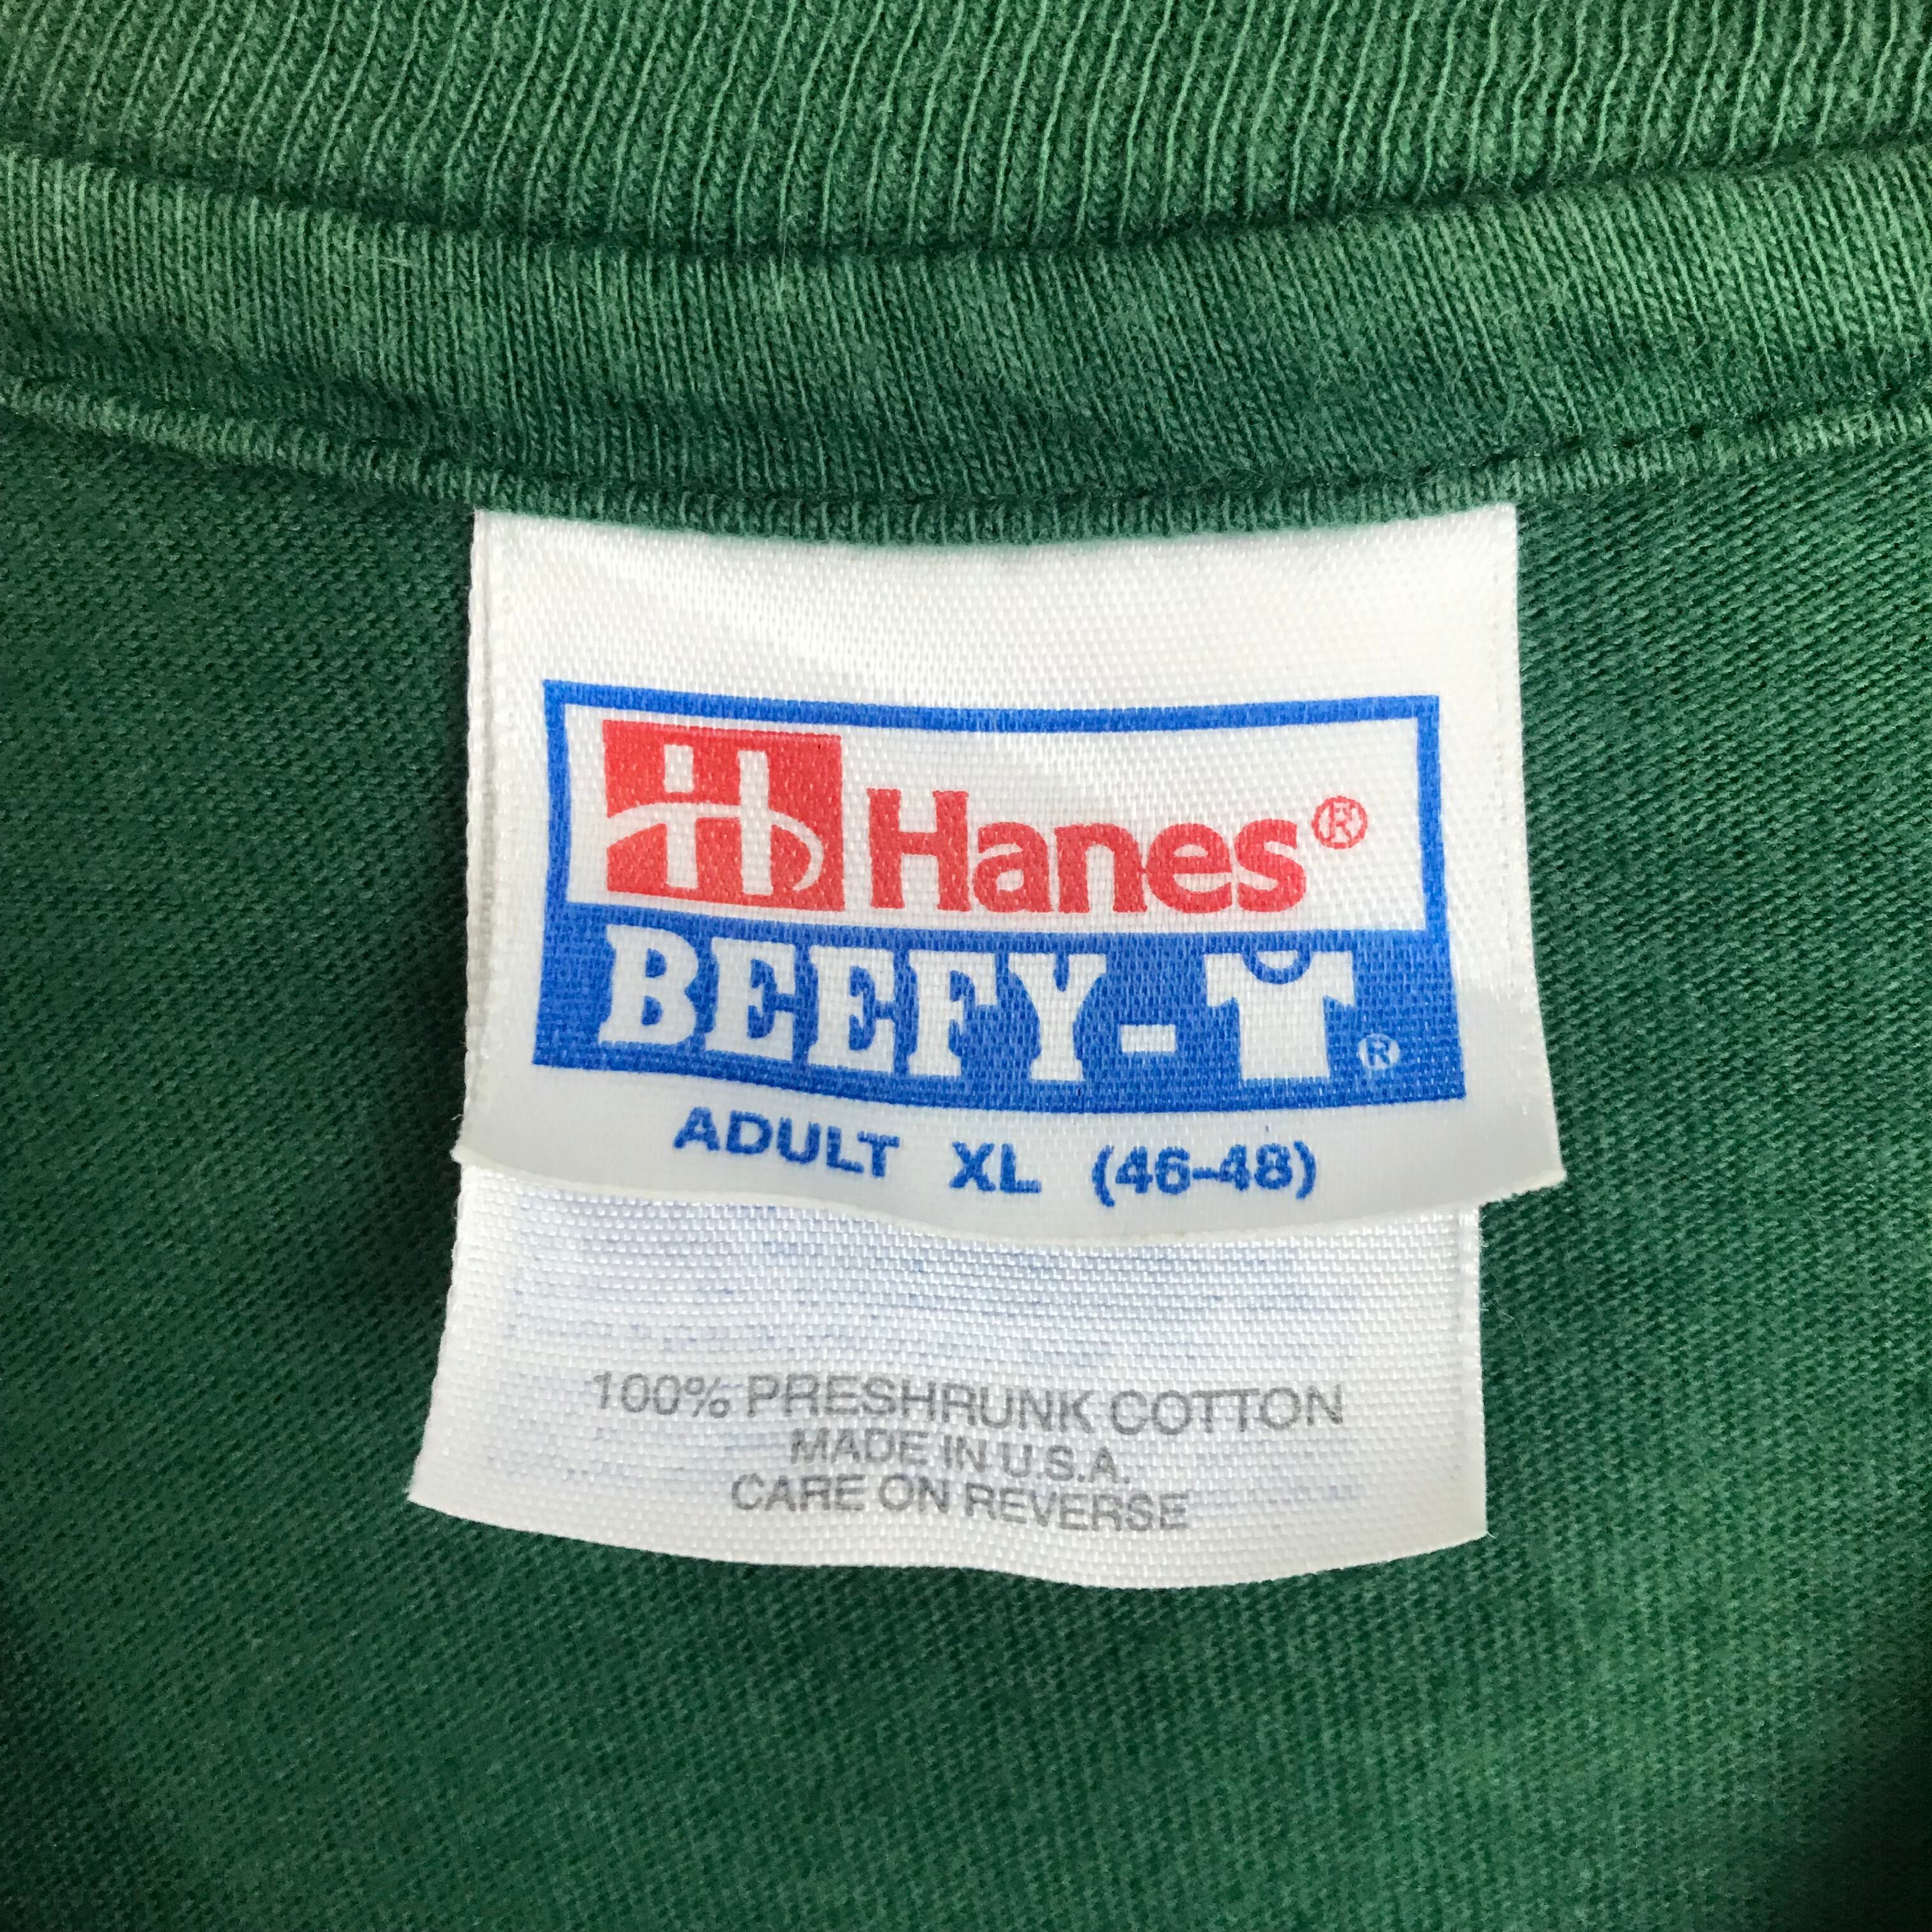 H Hanes®
BEEFY-T®
ADULT XL (46-48)
100% PRESHRUNK COTTON
MADE IN U.S.A.
CARE ON REVERSE